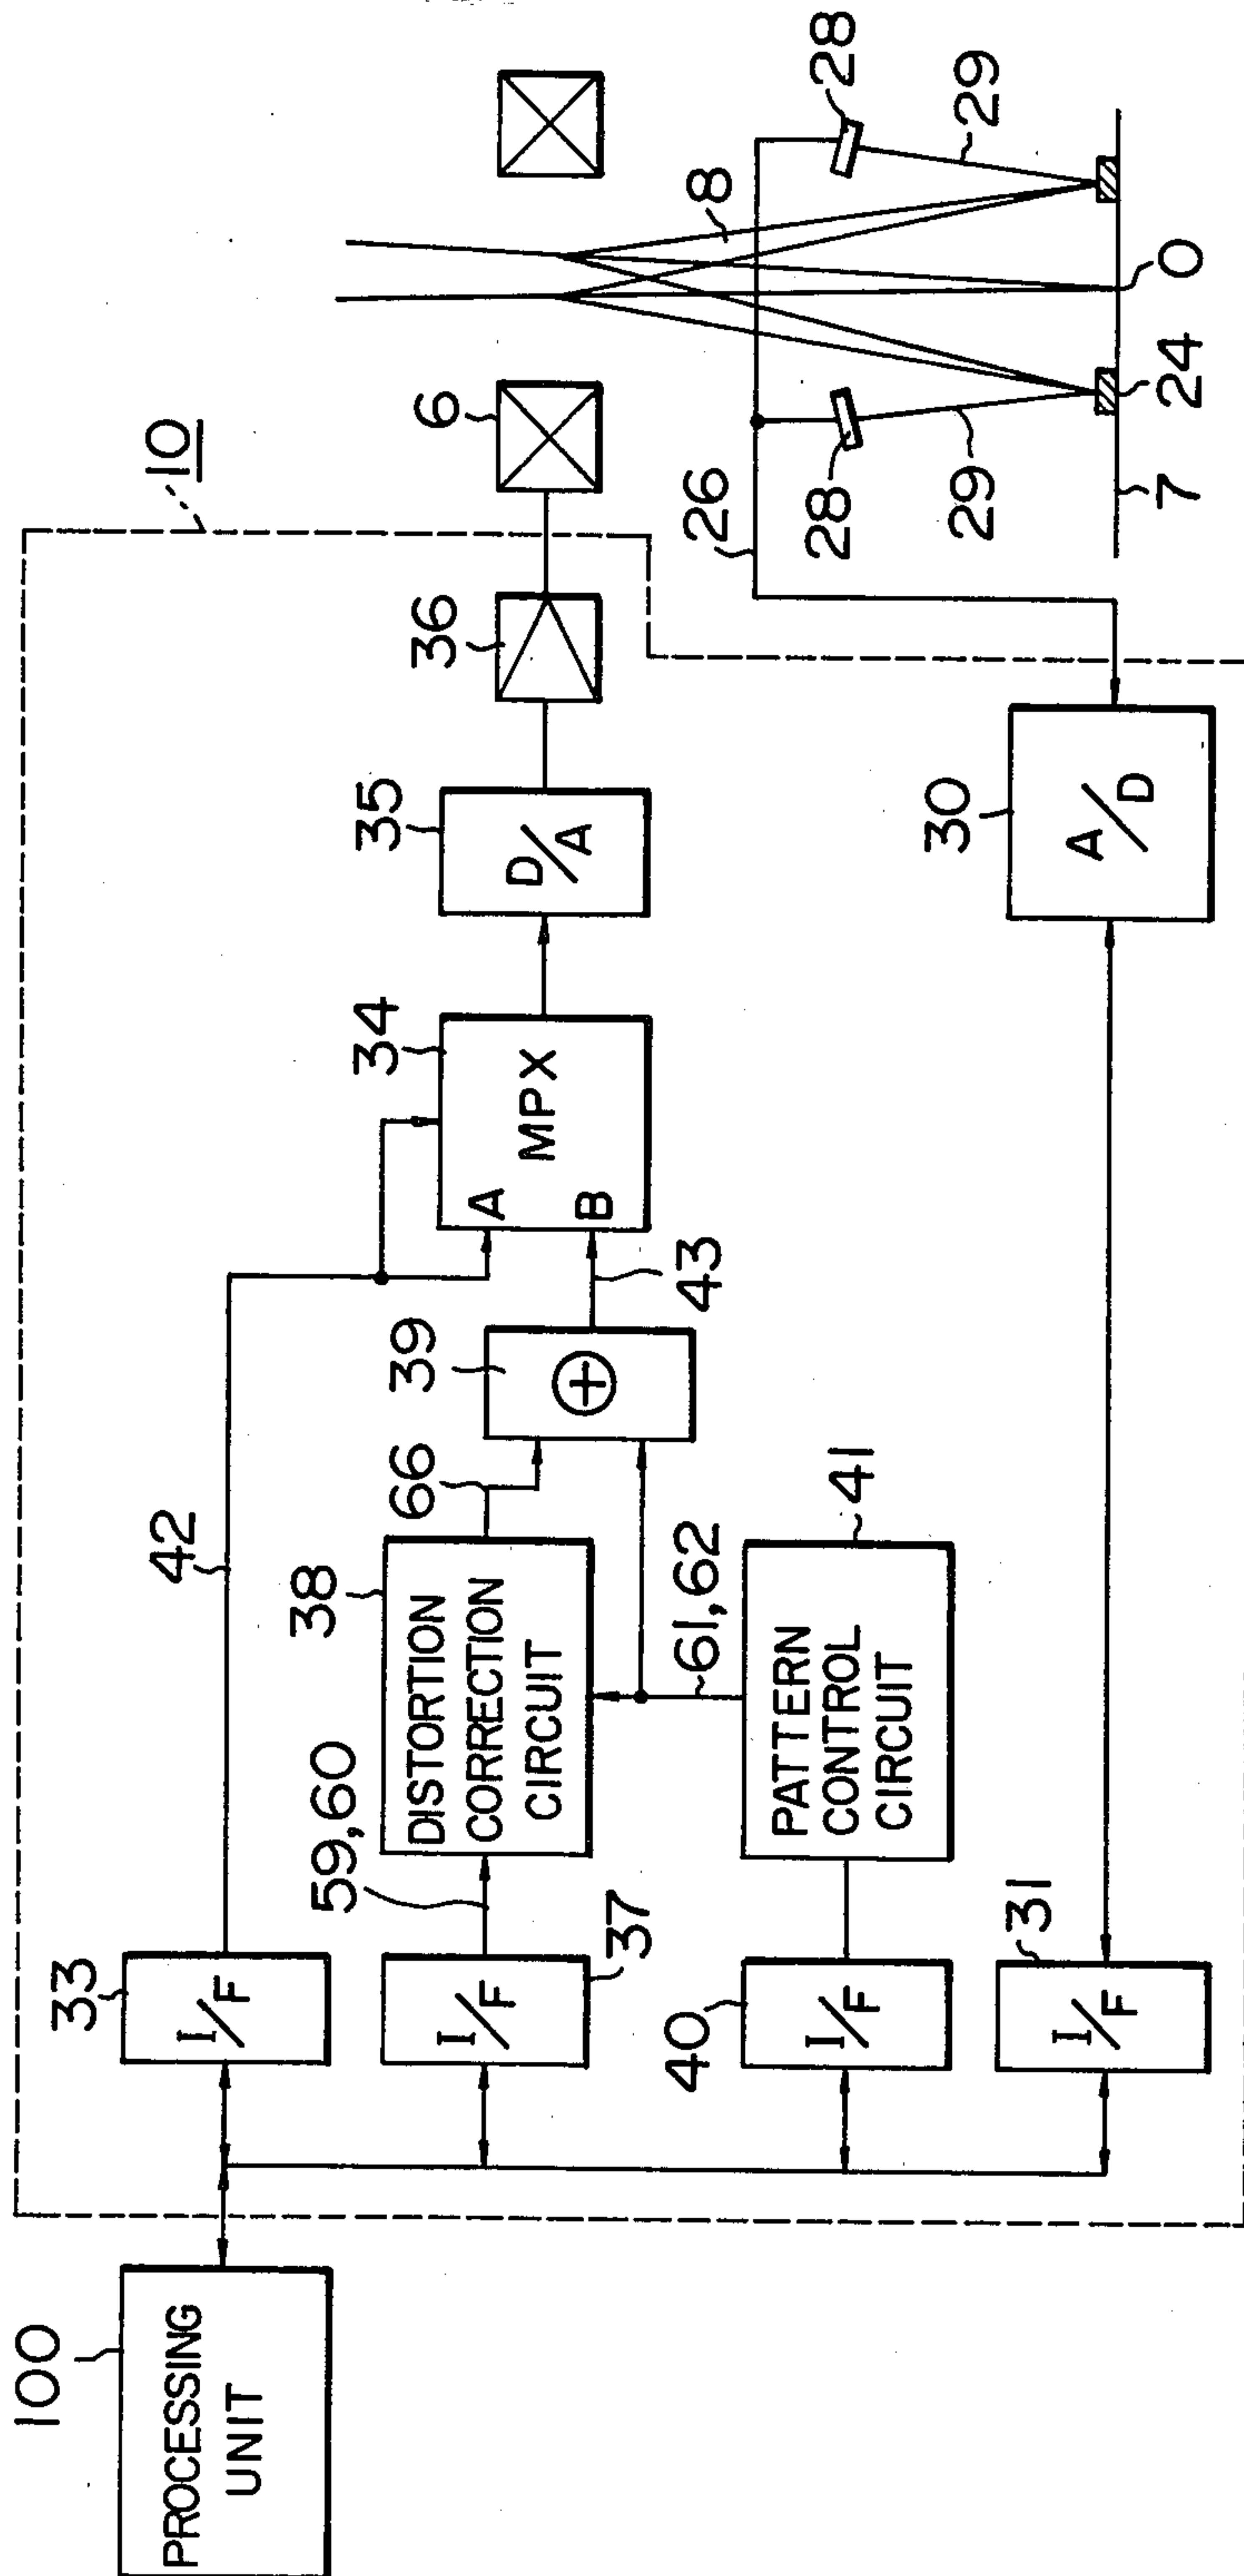 100
PROCESSING
UNIT
10
33
I/F
42
59, 60
37
I/F
38
DISTORTION
CORRECTION
CIRCUIT
66
39
+
43
34
MPX
A
B
35
D/A
36
6
40
I/F
PATTERN
CONTROL
CIRCUIT
41
61, 62
31
I/F
30
A/D
26
28
28
29
29
8
7
24
O